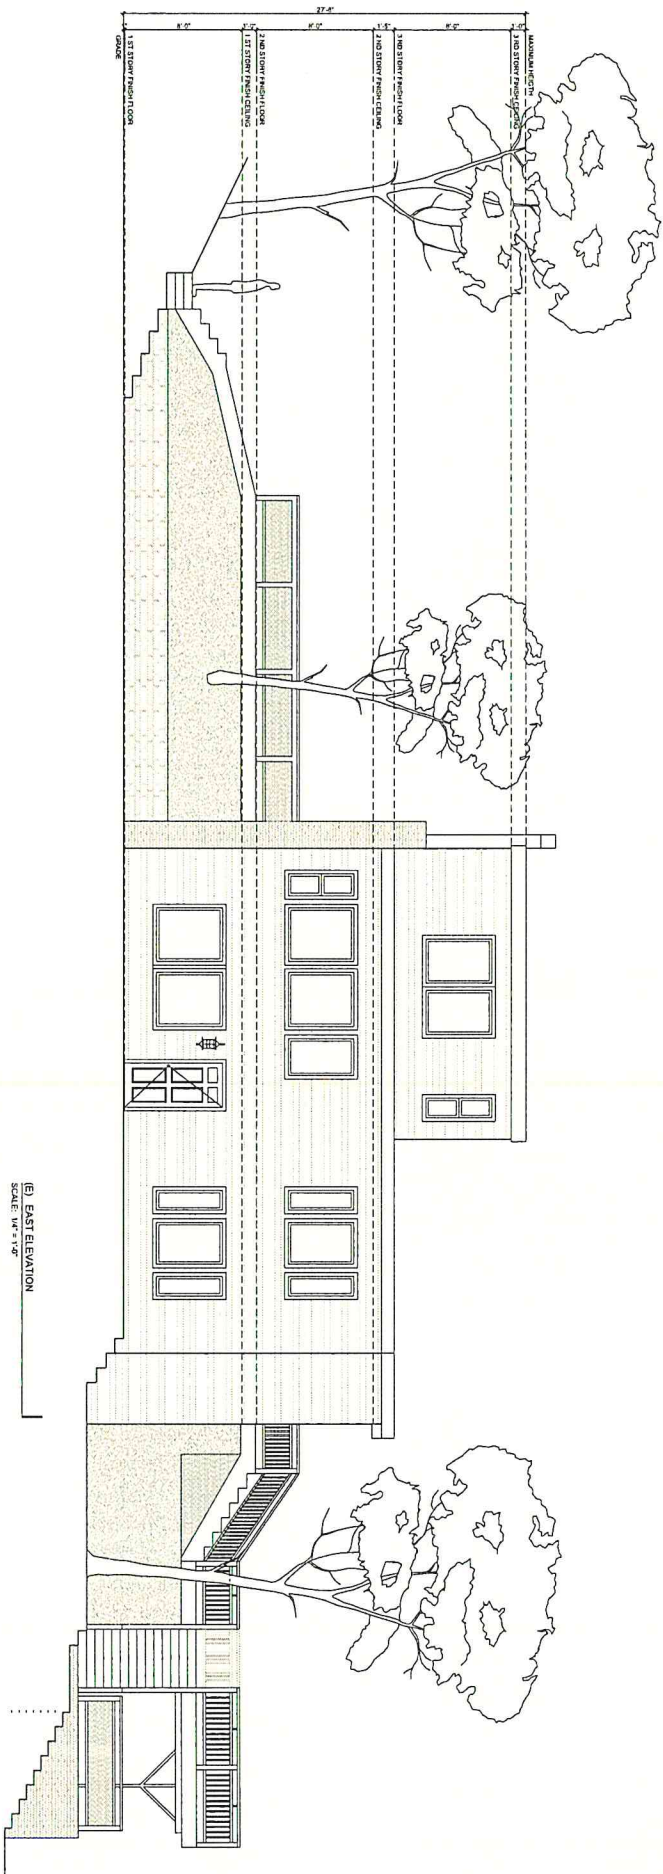 27'-6"
1'-0"
8'-0"
1'-5"
8'-0"
1'-0"
8'-0"
MAXIMUM HEIGTH
3 RD STORY FINISH CEILING
3 RD STORY FINISH FLOOR
2 ND STORY FINISH CEILING
2 ND STORY FINISH FLOOR
1 ST STORY FINISH CEILING
1 ST STORY FINISH FLOOR
GRADE
(E) EAST ELEVATION
SCALE: 1/4" = 1'-0"